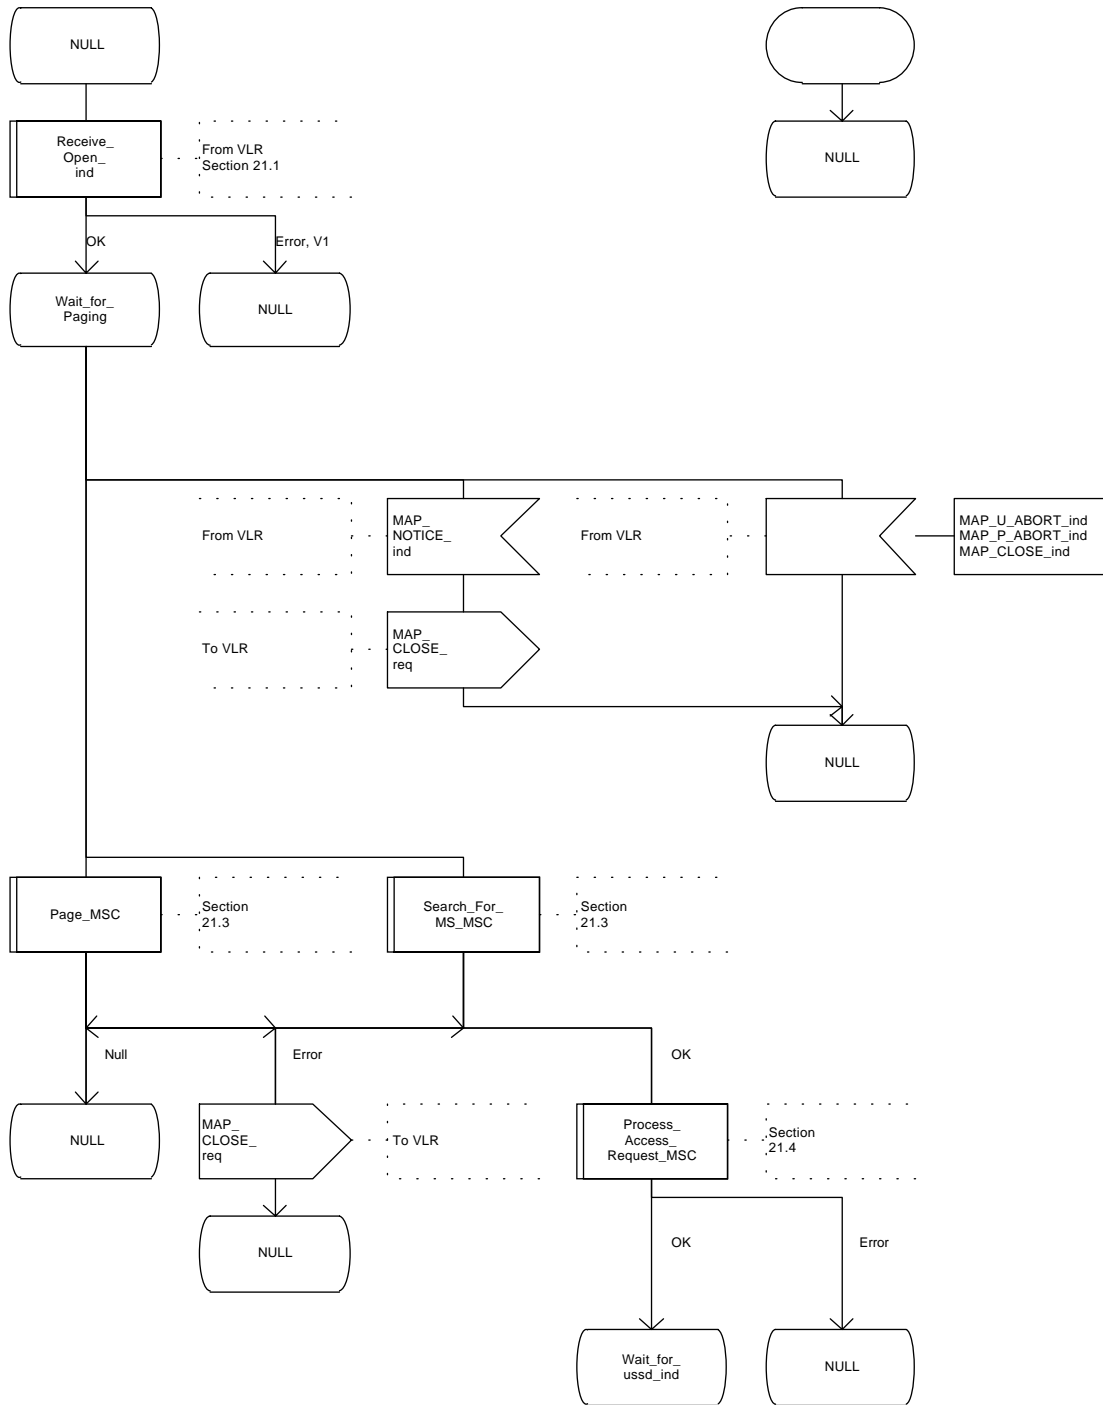 NULL
Receive_
Open_
ind
From VLR
Section 21.1
NULL
OK
Error, V1
Wait_for_
Paging
NULL
From VLR
MAP_
NOTICE_
ind
From VLR
MAP_U_ABORT_ind
MAP_P_ABORT_ind
MAP_CLOSE_ind
To VLR
MAP_
CLOSE_
req
NULL
Page_MSC
Section
21.3
Search_For_
MS_MSC
Section
21.3
Null
Error
OK
NULL
MAP_
CLOSE_
req
To VLR
Process_
Access_
Request_MSC
Section
21.4
NULL
OK
Error
Wait_for_
ussd_ind
NULL